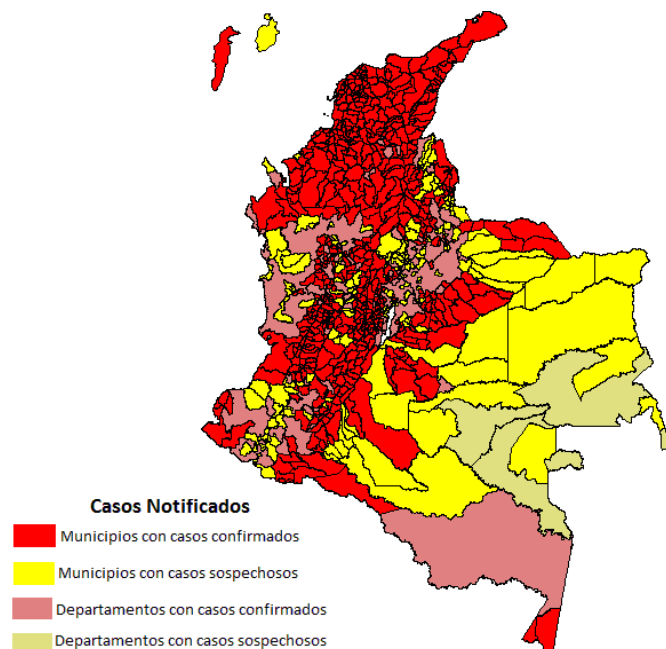 Casos Notificados
Municipios con casos confirmados
Municipios con casos sospechosos
Departamentos con casos confirmados
Departamentos con casos sospechosos